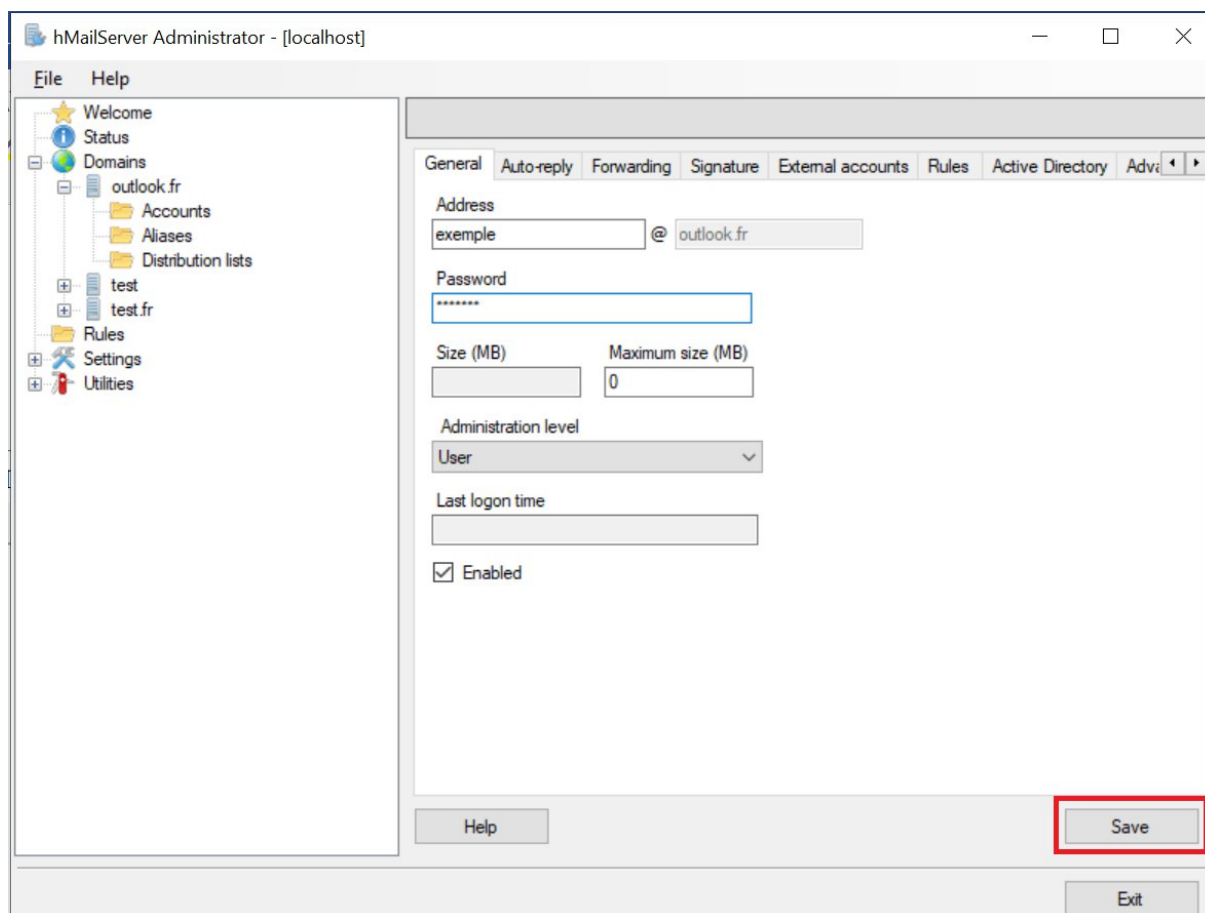 hMailServer Administrator - [localhost]
File Help
Welcome
Status
Domains
outlook.fr
Accounts
Aliases
Distribution lists
test
test.fr
Rules
Settings
Utilities
General Auto-reply Forwarding Signature External accounts Rules Active Directory
Address
exemple @ outlook.fr
Password
*******
Size (MB) Maximum size (MB)
0
Administration level
User
Last logon time
Enabled
Help Save
Exit